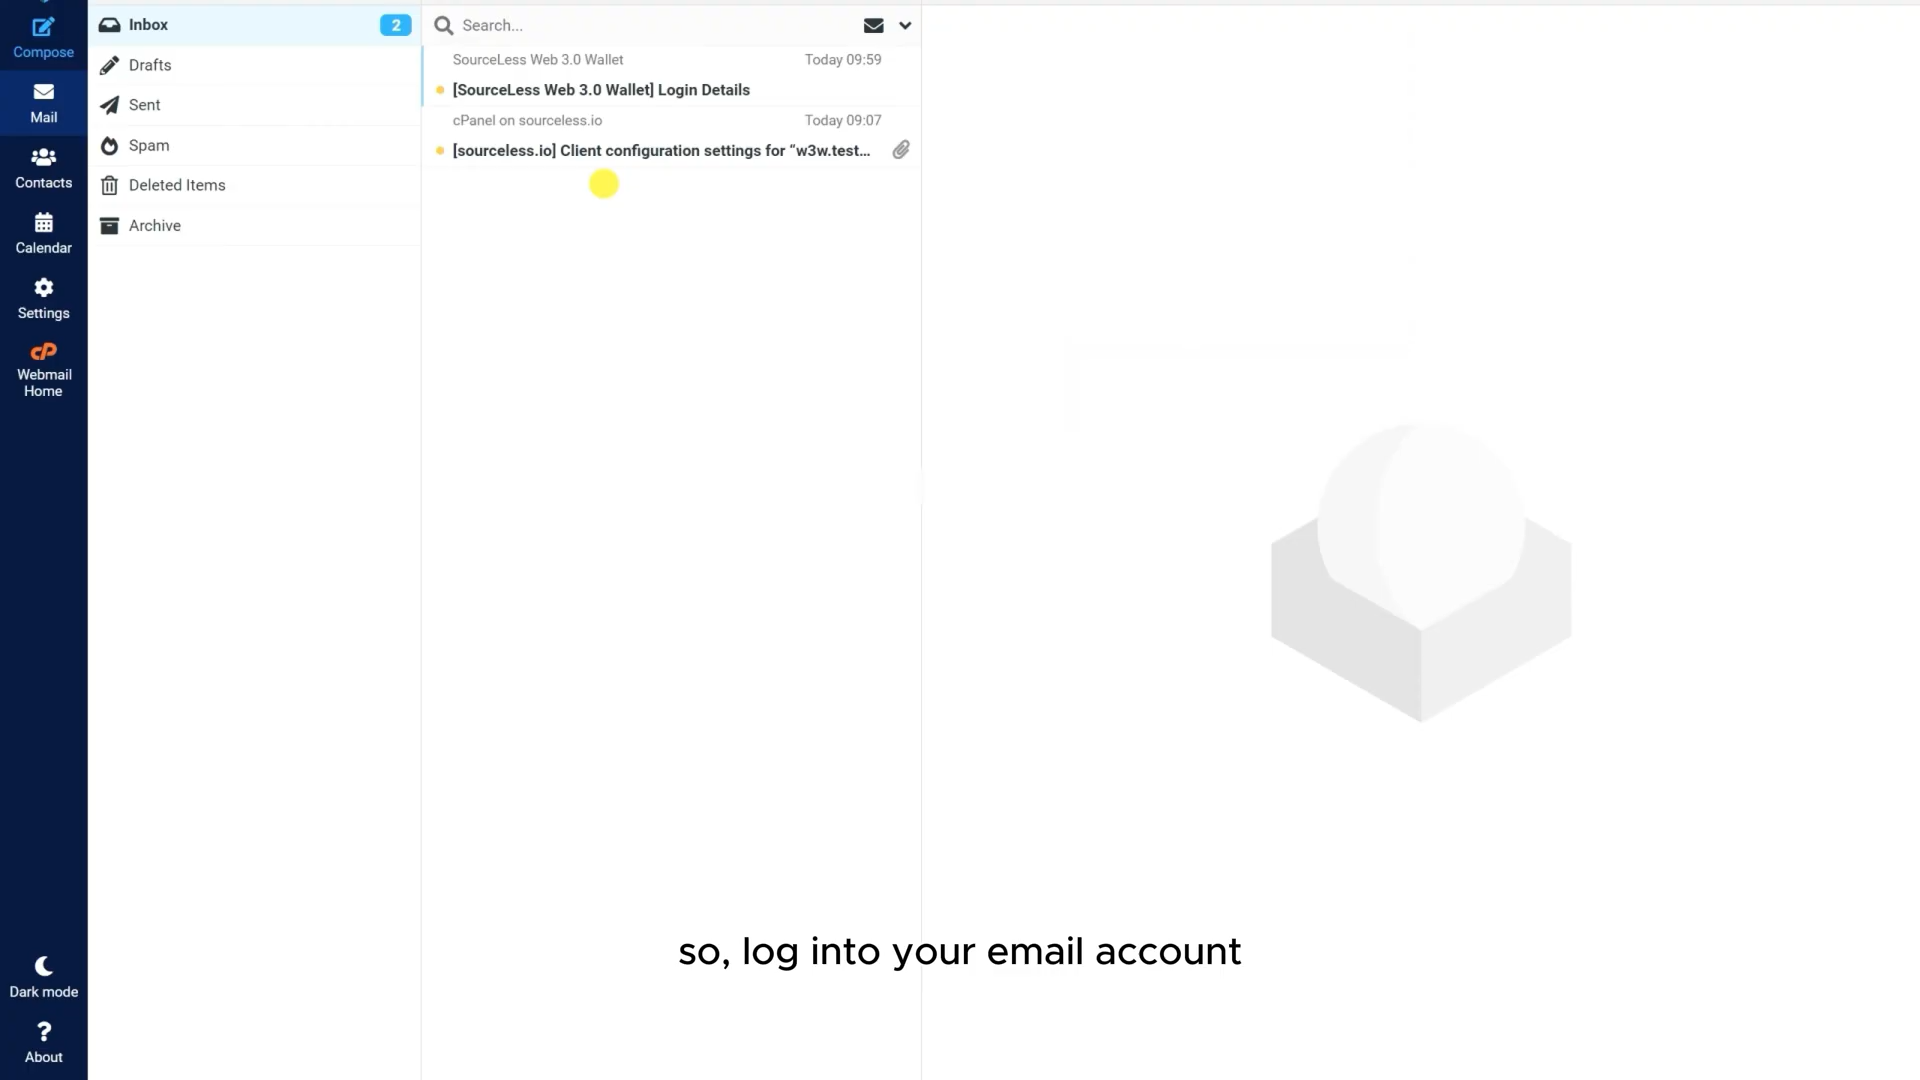 Compose
Mail
Contacts
Calendar
Settings
Webmail
Home
Dark mode
About
Inbox 2
Drafts
Sent
Spam
Deleted Items
Archive
Search...
SourceLess Web 3.0 Wallet Today 09:59
[SourceLess Web 3.0 Wallet] Login Details
cPanel on sourceless.io Today 09:07
[sourceless.io] Client configuration settings for “w3w.test...
so, log into your email account